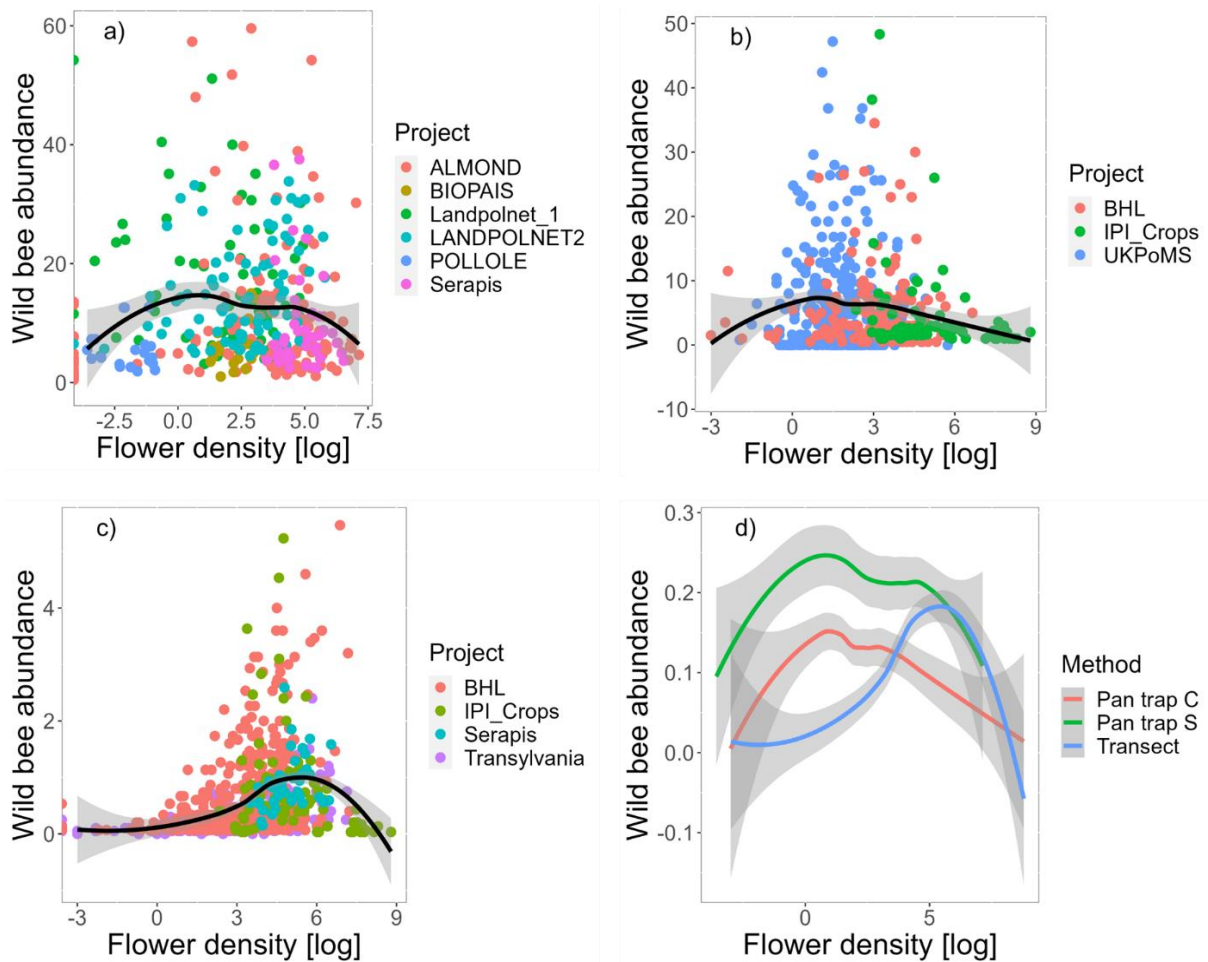 a)
Wild bee abundance
60
40
20
0
-2.5 0.0 2.5 5.0 7.5
Flower density [log]
Project
ALMOND
BIOPAIS
Landpolnet_1
LANDPOLNET2
POLLOLE
Serapis
b)
Wild bee abundance
50
40
30
20
10
0
-10
-3 0 3 6 9
Flower density [log]
Project
BHL
IPI_Crops
UKPoMS
c)
Wild bee abundance
4
2
0
-3 0 3 6 9
Flower density [log]
Project
BHL
IPI_Crops
Serapis
Transylvania
d)
Wild bee abundance
0.3
0.2
0.1
0.0
-0.1
0 5
Flower density [log]
Method
Pan trap C
Pan trap S
Transect